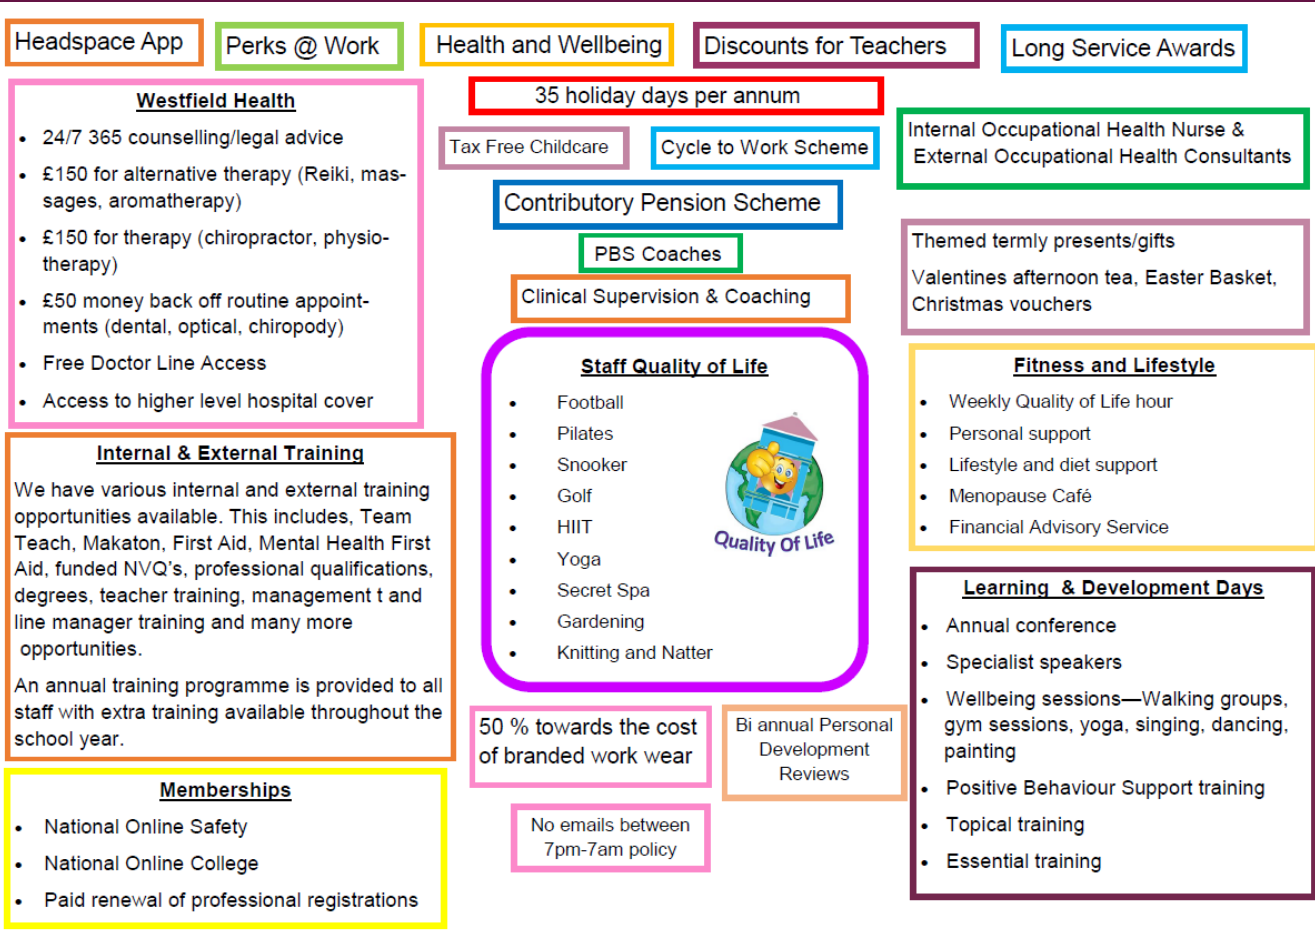 Headspace App
Perks @ Work
Health and Wellbeing
Discounts for Teachers
Long Service Awards
Westfield Health
• 24/7 365 counselling/legal advice
• £150 for alternative therapy (Reiki, mas-
sages, aromatherapy)
• £150 for therapy (chiropractor, physio-
therapy)
• £50 money back off routine appoint-
ments (dental, optical, chiropody)
• Free Doctor Line Access
• Access to higher level hospital cover
35 holiday days per annum
Tax Free Childcare
Cycle to Work Scheme
Contributory Pension Scheme
PBS Coaches
Clinical Supervision & Coaching
Internal Occupational Health Nurse &
External Occupational Health Consultants
Themed termly presents/gifts
Valentines afternoon tea, Easter Basket,
Christmas vouchers
Staff Quality of Life
• Football
• Pilates
• Snooker
• Golf
• HIIT
• Yoga
• Secret Spa
• Gardening
• Knitting and Natter
Quality Of Life
Fitness and Lifestyle
• Weekly Quality of Life hour
• Personal support
• Lifestyle and diet support
• Menopause Café
• Financial Advisory Service
Internal & External Training
We have various internal and external training
opportunities available. This includes, Team
Teach, Makaton, First Aid, Mental Health First
Aid, funded NVQ's, professional qualifications,
degrees, teacher training, management t and
line manager training and many more
opportunities.
An annual training programme is provided to all
staff with extra training available throughout the
school year.
Learning & Development Days
• Annual conference
• Specialist speakers
• Wellbeing sessions—Walking groups,
gym sessions, yoga, singing, dancing,
painting
• Positive Behaviour Support training
• Topical training
• Essential training
50 % towards the cost
of branded work wear
Bi annual Personal
Development
Reviews
No emails between
7pm-7am policy
Memberships
• National Online Safety
• National Online College
• Paid renewal of professional registrations